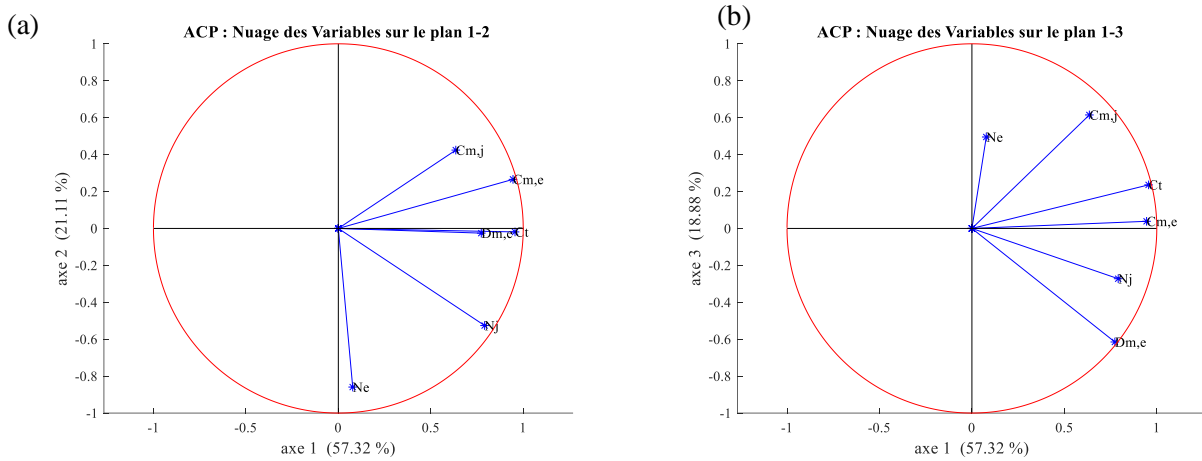 (a)
ACP : Nuage des Variables sur le plan 1-2
1
0.8
0.6
0.4
0.2
0
-0.2
-0.4
-0.6
-0.8
-1
axe 2 (21.11 %)
Cm,j
Cm,e
Dm,e
Ct
Nj
Ne
-1
-0.5
0
0.5
1
axe 1 (57.32 %)
(b)
ACP : Nuage des Variables sur le plan 1-3
1
0.8
0.6
0.4
0.2
0
-0.2
-0.4
-0.6
-0.8
-1
axe 3 (18.88 %)
Cm,j
Ne
Ct
Cm,e
Nj
Dm,e
-1
-0.5
0
0.5
1
axe 1 (57.32 %)